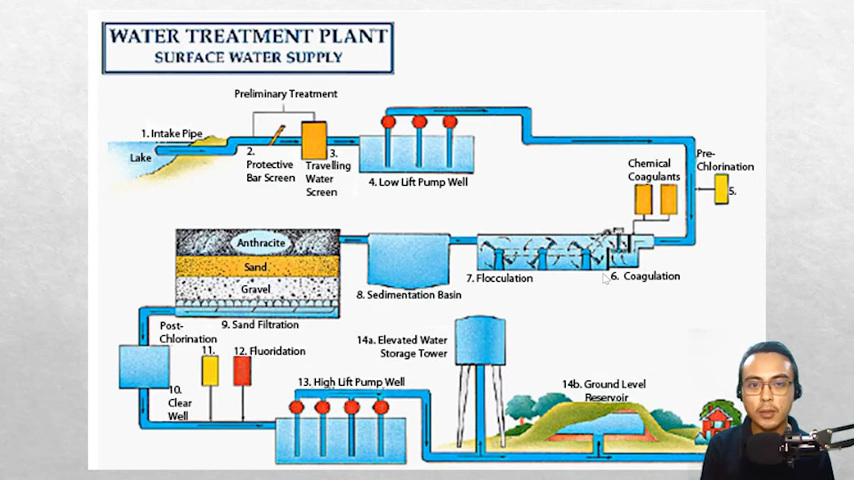 WATER TREATMENT PLANT
SURFACE WATER SUPPLY
Preliminary Treatment
1. Intake Pipe
Lake
2.
Protective
Bar Screen
3.
Travelling
Water
Screen
4. Low Lift Pump Well
Chemical
Coagulants
Pre-
Chlorination
5.
6. Coagulation
7. Flocculation
8. Sedimentation Basin
Anthracite
Sand
Gravel
9. Sand Filtration
Post-
Chlorination
10.
Clear
Well
11.
12. Fluoridation
13. High Lift Pump Well
14a. Elevated Water
Storage Tower
14b. Ground Level
Reservoir